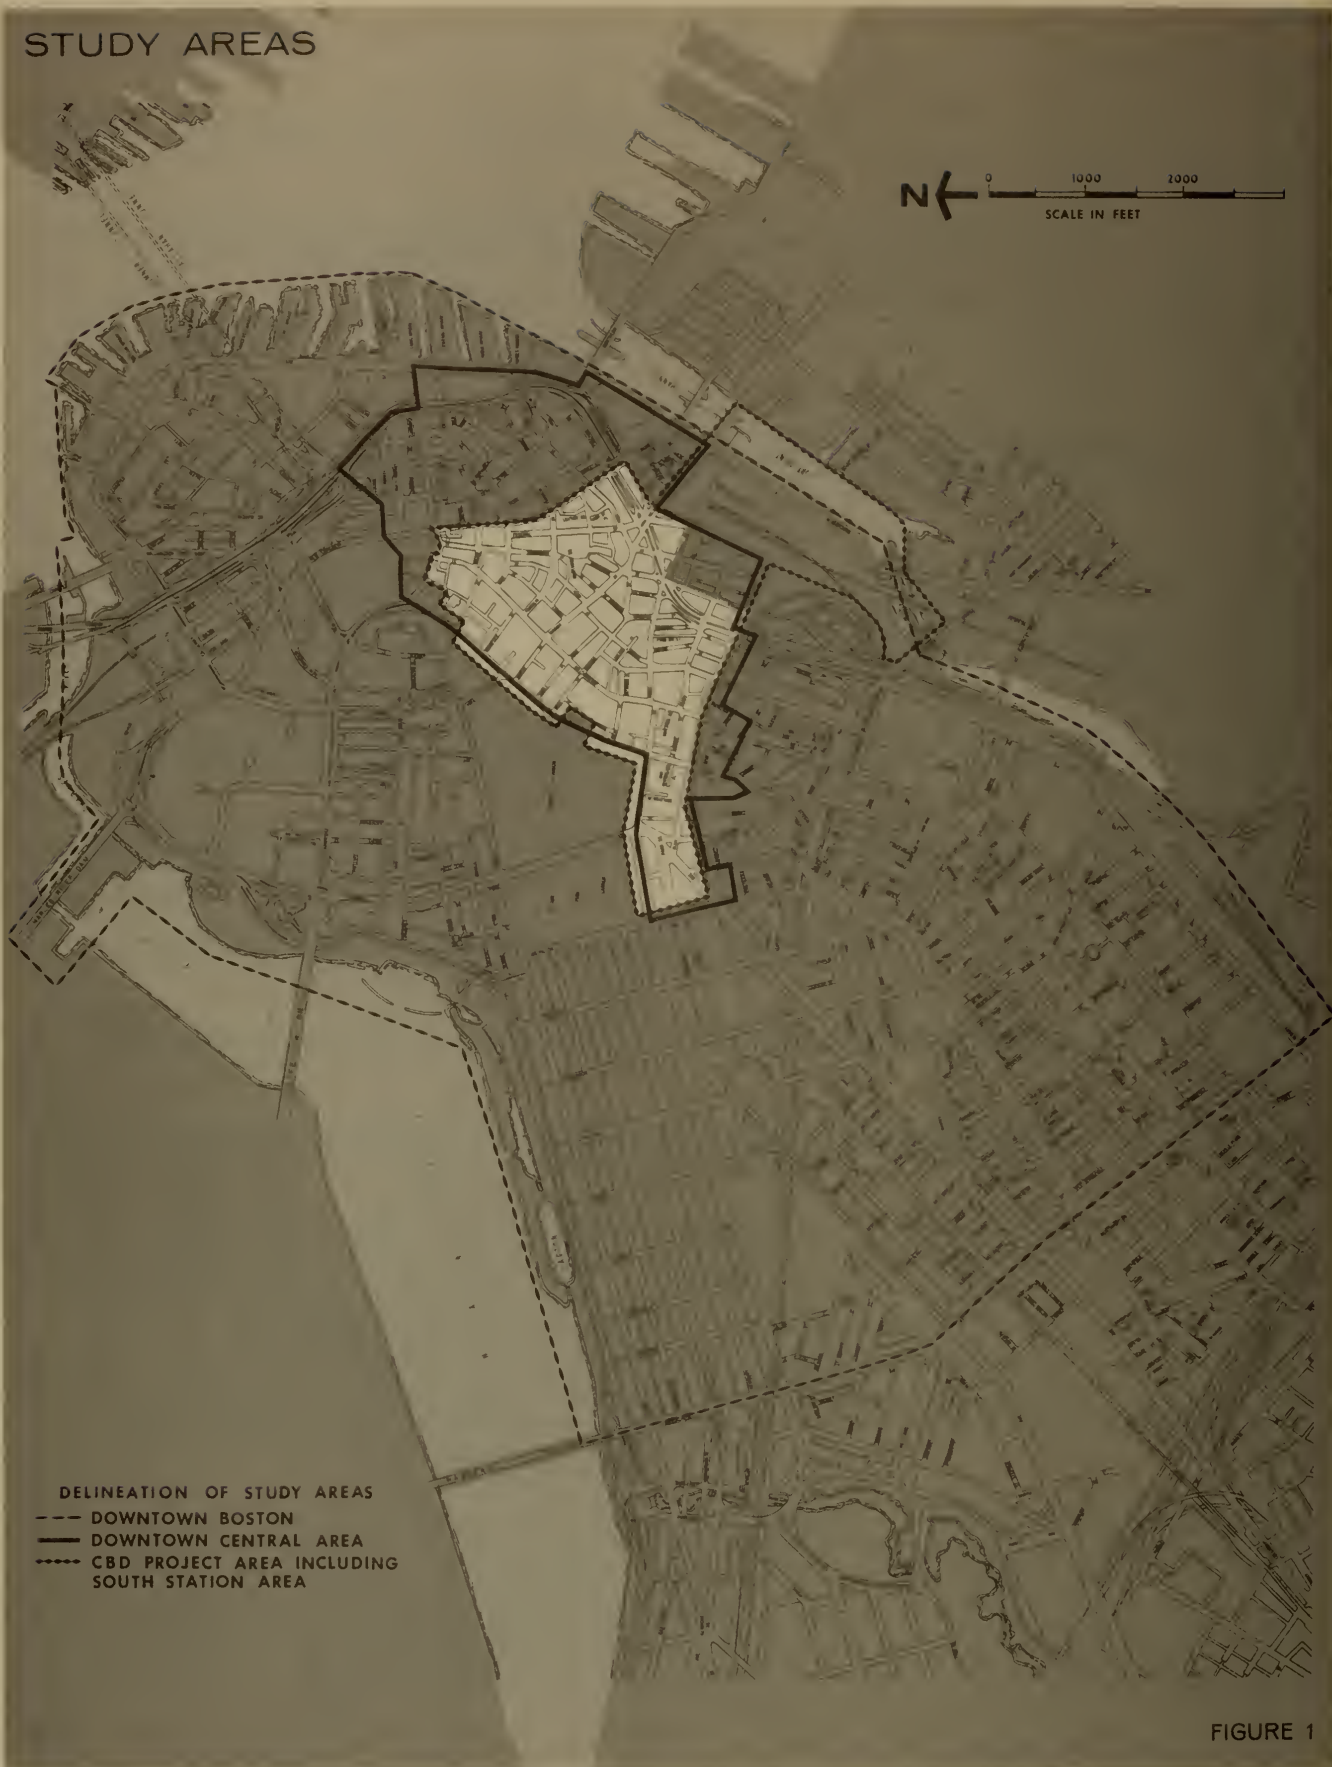 STUDY AREAS
N
0 1000 2000
SCALE IN FEET
DELINEATION OF STUDY AREAS
DOWNTOWN BOSTON
DOWNTOWN CENTRAL AREA
CBD PROJECT AREA INCLUDING
SOUTH STATION AREA
FIGURE 1